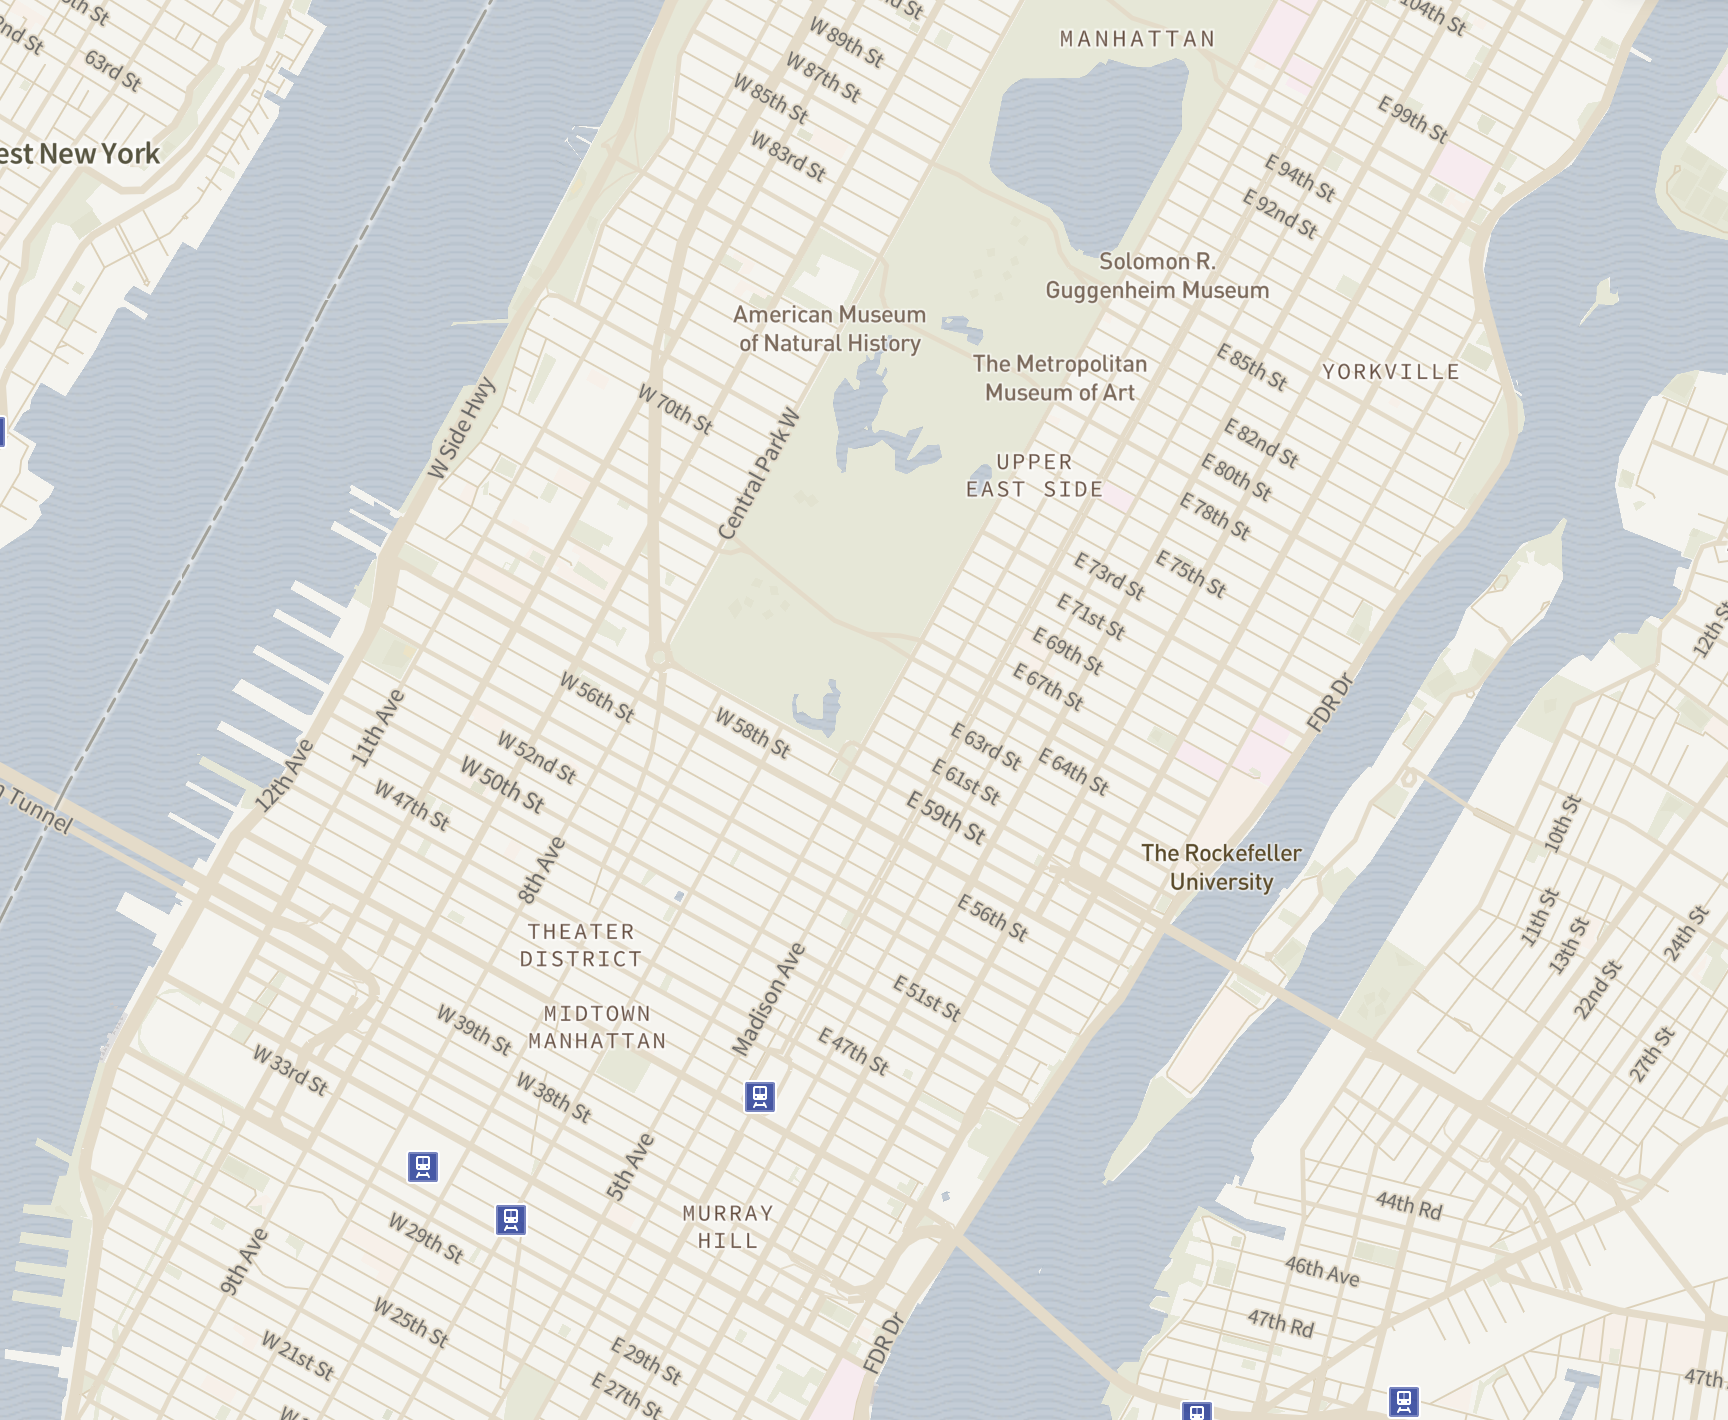 104th St
MANHATTAN
W 89th St
63rd St
W 87th St
W 85th St
E 99th St
W 83rd St
West New York
E 94th St
E 92nd St
Solomon R.
Guggenheim Museum
American Museum
of Natural History
The Metropolitan
Museum of Art
E 85th St
YORKVILLE
W 70th St
W Side Hwy
Central Park W
E 82nd St
UPPER
EAST SIDE
E 80th St
E 78th St
E 73rd St
E 75th St
E 71st St
12th St
E 69th St
E 67th St
W 56th St
FDR Dr
11th Ave
W 58th St
E 63rd St
W 52nd St
E 64th St
E 61st St
W 50th St
12th Ave
W 47th St
E 59th St
Tunnel
10th St
The Rockefeller
University
8th Ave
E 56th St
11th St
13th St
24th St
THEATER
DISTRICT
Madison Ave
E 51st St
22nd St
MIDTOWN
MANHATTAN
W 39th St
E 47th St
27th St
W 33rd St
W 38th St
5th Ave
44th Rd
MURRAY
HILL
W 29th St
9th Ave
46th Ave
W 25th St
47th Rd
W 21st St
E 29th St
FDR Dr
E 27th St
47th